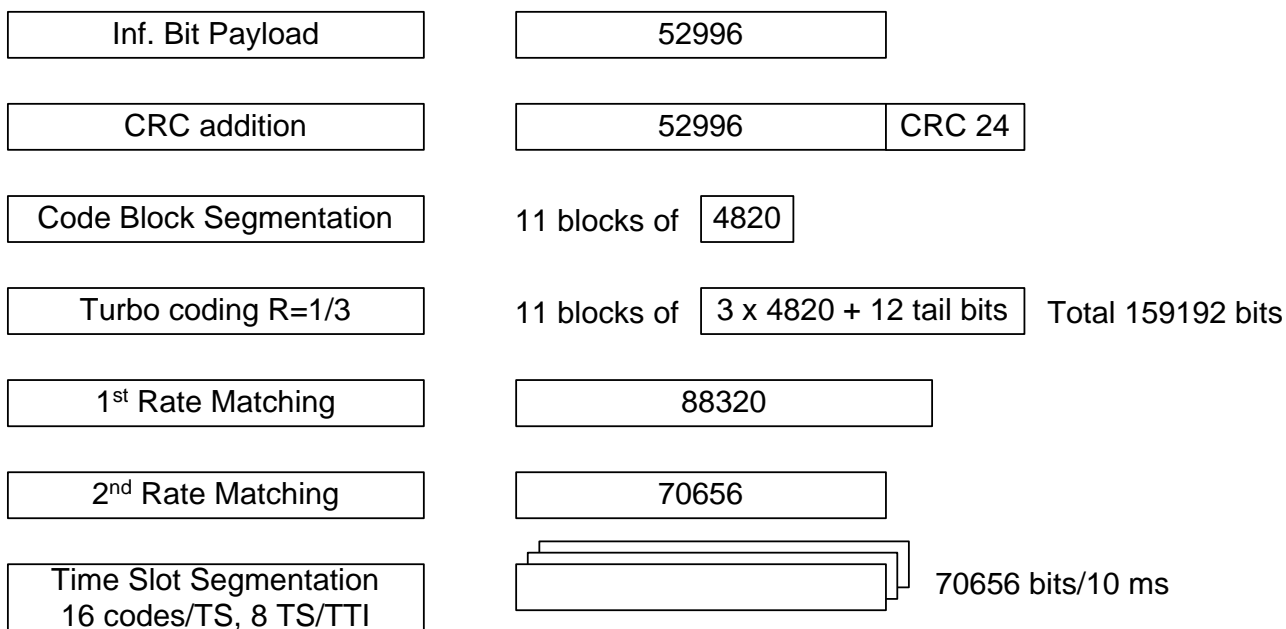 Inf. Bit Payload 52996
CRC addition 52996 CRC 24
Code Block Segmentation 11 blocks of 4820
Turbo coding R=1/3 11 blocks of 3 x 4820 + 12 tail bits Total 159192 bits
1st Rate Matching 88320
2nd Rate Matching 70656
Time Slot Segmentation
16 codes/TS, 8 TS/TTI
70656 bits/10 ms